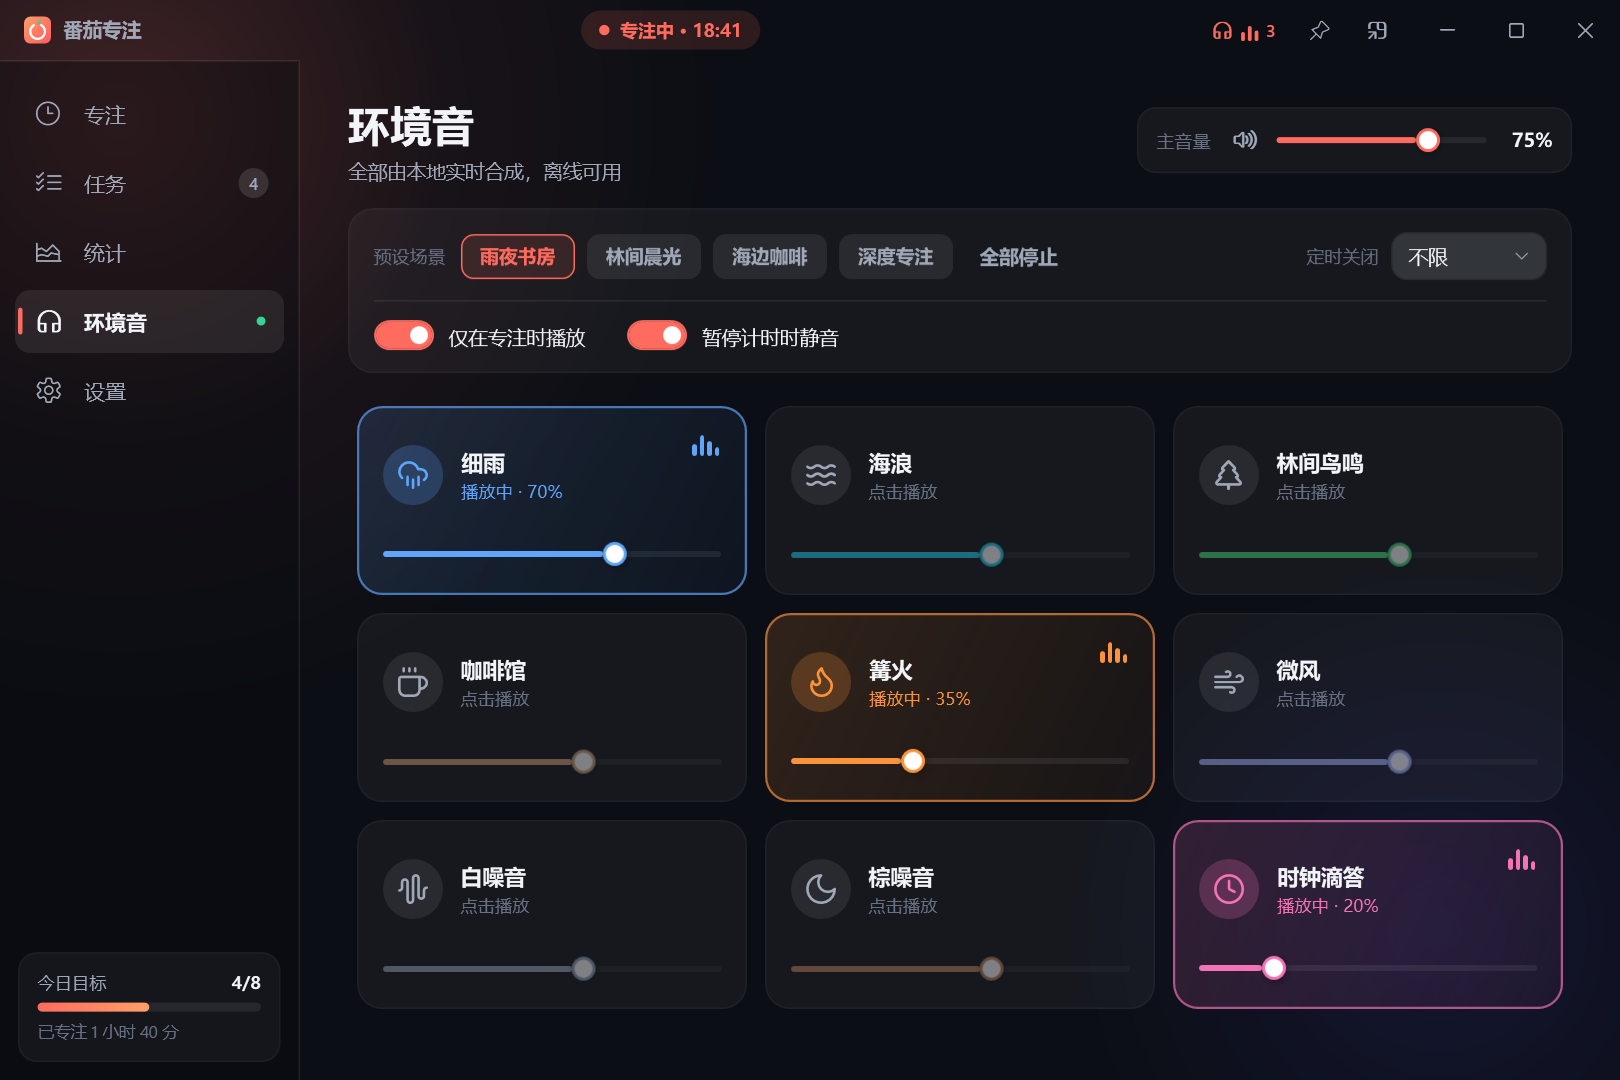 番茄专注
专注中 • 18:41
3
专注
任务
4
统计
环境音
设置
今日目标
4/8
已专注 1 小时 40 分
环境音
全部由本地实时合成，离线可用
主音量
75%
预设场景
雨夜书房
林间晨光
海边咖啡
深度专注
全部停止
定时关闭
不限
仅在专注时播放
暂停计时时静音
细雨
播放中 · 70%
海浪
点击播放
林间鸟鸣
点击播放
咖啡馆
点击播放
篝火
播放中 · 35%
微风
点击播放
白噪音
点击播放
棕噪音
点击播放
时钟滴答
播放中 · 20%